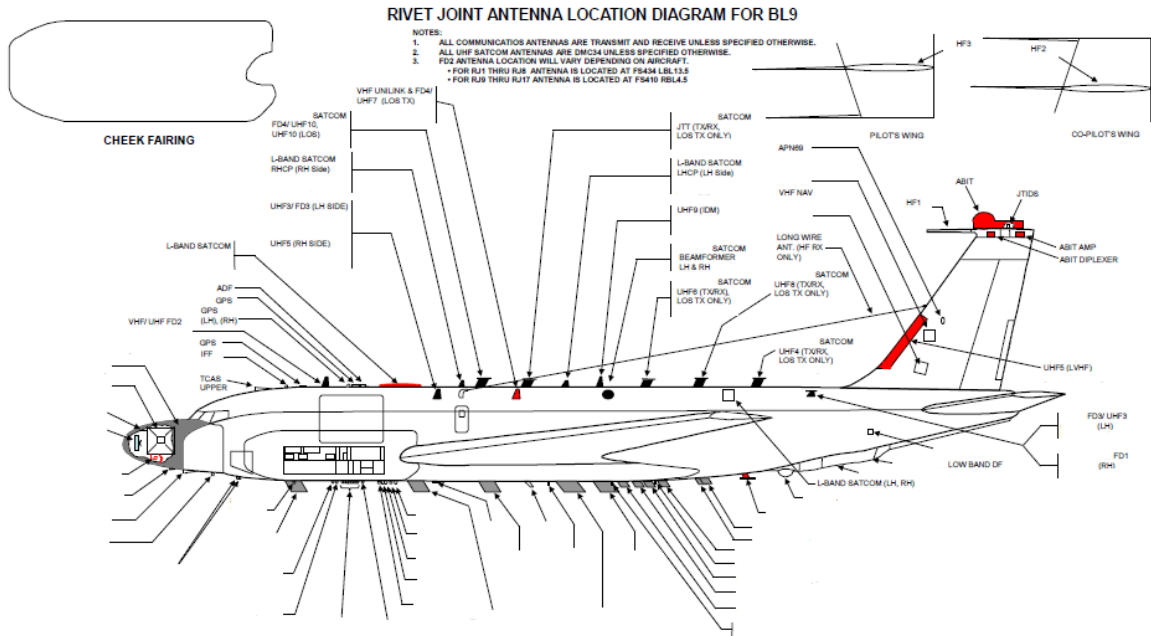 RIVET JOINT ANTENNA LOCATION DIAGRAM FOR BL9
NOTES:
1. ALL COMMUNICATIOS ANTENNAS ARE TRANSMIT AND RECEIVE UNLESS SPECIFIED OTHERWISE.
2. ALL UHF SATCOM ANTENNAS ARE DMC34 UNLESS SPECIFIED OTHERWISE.
3. FD2 ANTENNA LOCATION WILL VARY DEPENDING ON AIRCRAFT.
• FOR RJ1 THRU RJ8 ANTENNA IS LOCATED AT FS434 LBL13.5
• FOR RJ9 THRU RJ17 ANTENNA IS LOCATED AT FS410 RBL4.5
HF3
HF2
PILOT'S WING
CO-PILOT'S WING
CHEEK FAIRING
VHF UNILINK & FD4/
UHF7 (LOS TX)
SATCOM
FD4/ UHF10,
UHF10 (LOS)
L-BAND SATCOM
RHCP (RH Side)
UHF3/ FD3 (LH SIDE)
UHF5 (RH SIDE)
L-BAND SATCOM
ADF
GPS
GPS
(LH), (RH)
VHF/ UHF FD2
GPS
IFF
TCAS
UPPER
SATCOM
JTT (TX/RX,
LOS TX ONLY)
L-BAND SATCOM
LHCP (LH Side)
UHF9 (IDM)
SATCOM
BEAMFORMER
LH & RH
SATCOM
UHF6 (TX/RX,
LOS TX ONLY)
APN69
VHF NAV
LONG WIRE
ANT. (HF RX
ONLY)
SATCOM
UHF8 (TX/RX,
LOS TX ONLY)
SATCOM
UHF4 (TX/RX,
LOS TX ONLY)
ABIT
JTIDS
HF1
ABIT AMP
ABIT DIPLEXER
UHF5 (LVHF)
FD3/ UHF3
(LH)
FD1
(RH)
LOW BAND DF
L-BAND SATCOM (LH, RH)